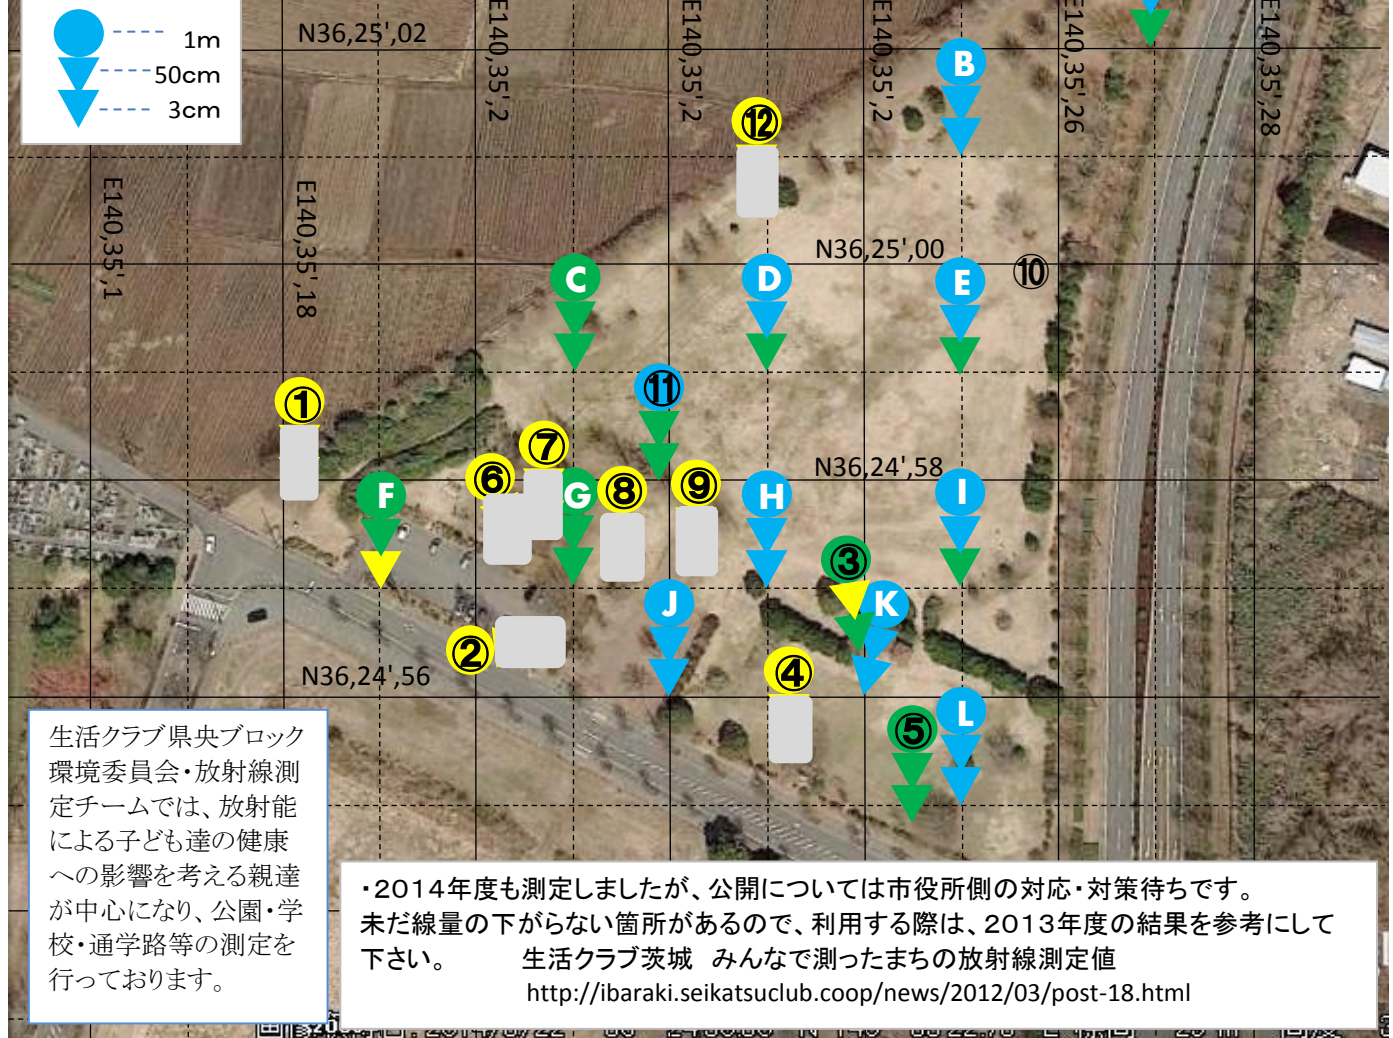 1m
50cm
3cm
N36,25',02
E140,35',2
E140,35',2
E140,35',2
E140,35',26
E140,35',28
B
⑫
E140,35',1
E140,35',18
N36,25',00
C
D
E
⑩
①
⑪
⑦
N36,24',58
F
⑥
G
⑧
⑨
H
I
③
J
K
②
④
N36,24',56
L
⑤
生活クラブ県央ブロック
環境委員会・放射線測
定チームでは、放射能
による子ども達の健康
への影響を考える親達
が中心になり、公園・学
校・通学路等の測定を
行っております。
・2014年度も測定しましたが、公開については市役所側の対応・対策待ちです。
未だ線量の下がらない箇所があるので、利用する際は、2013年度の結果を参考にして
下さい。 生活クラブ茨城 みんなで測ったまちの放射線測定値
http://ibaraki.seikatsuclub.coop/news/2012/03/post-18.html